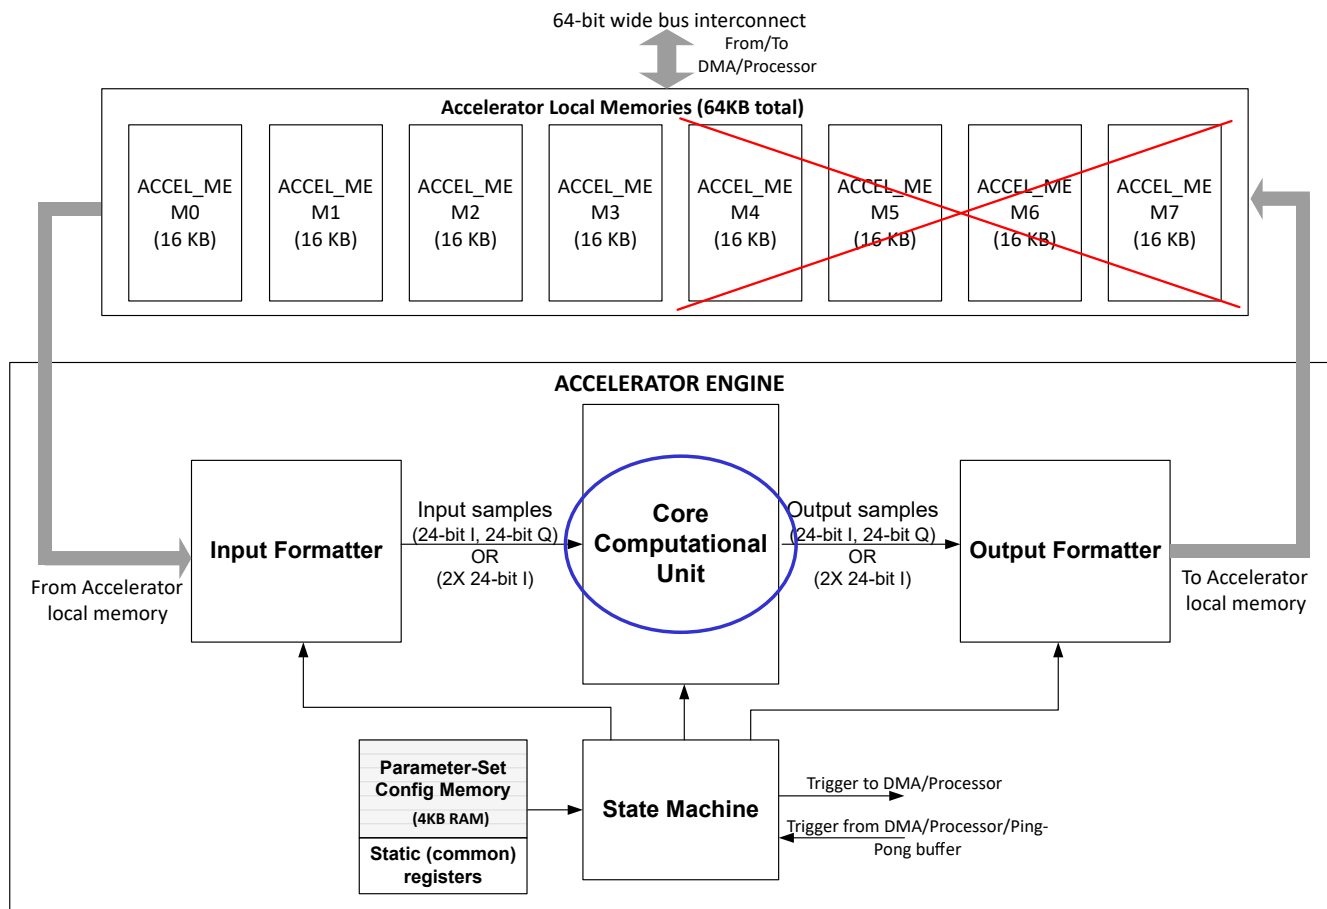 64-bit wide bus interconnect
From/To
DMA/Processor
Accelerator Local Memories (64KB total)
ACCEL_ME
M0
(16 KB)
ACCEL_ME
M1
(16 KB)
ACCEL_ME
M2
(16 KB)
ACCEL_ME
M3
(16 KB)
ACCEL_ME
M4
(16 KB)
ACCEL_ME
M5
(16 KB)
ACCEL_ME
M6
(16 KB)
ACCEL_ME
M7
(16 KB)
ACCELERATOR ENGINE
From Accelerator
local memory
Input Formatter
Input samples
(24-bit I, 24-bit Q)
OR
(2X 24-bit I)
Core
Computational
Unit
Output samples
(24-bit I, 24-bit Q)
OR
(2X 24-bit I)
Output Formatter
To Accelerator
local memory
Parameter-Set
Config Memory
(4KB RAM)
Static (common)
registers
State Machine
Trigger to DMA/Processor
Trigger from DMA/Processor/Ping-
Pong buffer